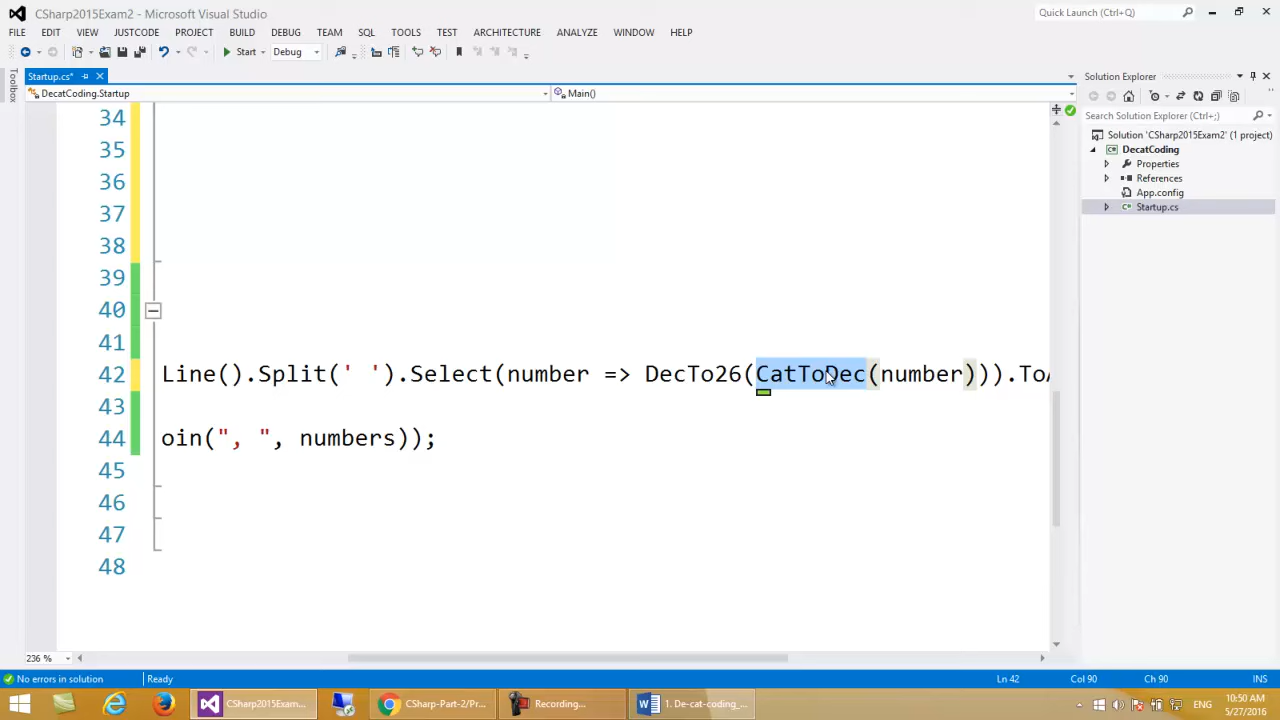 CSharp2015Exam2 - Microsoft Visual Studio
Quick Launch (Ctrl+Q)
FILE EDIT VIEW JUSTCODE PROJECT BUILD DEBUG TEAM SQL TOOLS TEST ARCHITECTURE ANALYZE WINDOW HELP
Start Debug
Toolbox
Startup.cs*
Solution Explorer
DecatCoding.Startup
Main()
Search Solution Explorer (Ctrl+;)
Solution 'CSharp2015Exam2' (1 project)
DecatCoding
Properties
References
App.config
Startup.cs
34
35
36
37
38
39
40
41
42 Line().Split(' ').Select(number => DecTo26(CatToDec(number))).ToA
43
44 oin(", ", numbers));
45
46
47
48
236 %
No errors in solution Ready Ln 42 Col 90 Ch 90 INS
CSharp2015Exam... CSharp-Part-2/Pr... Recording... 1. De-cat-coding_... ENG 10:50 AM
5/27/2016